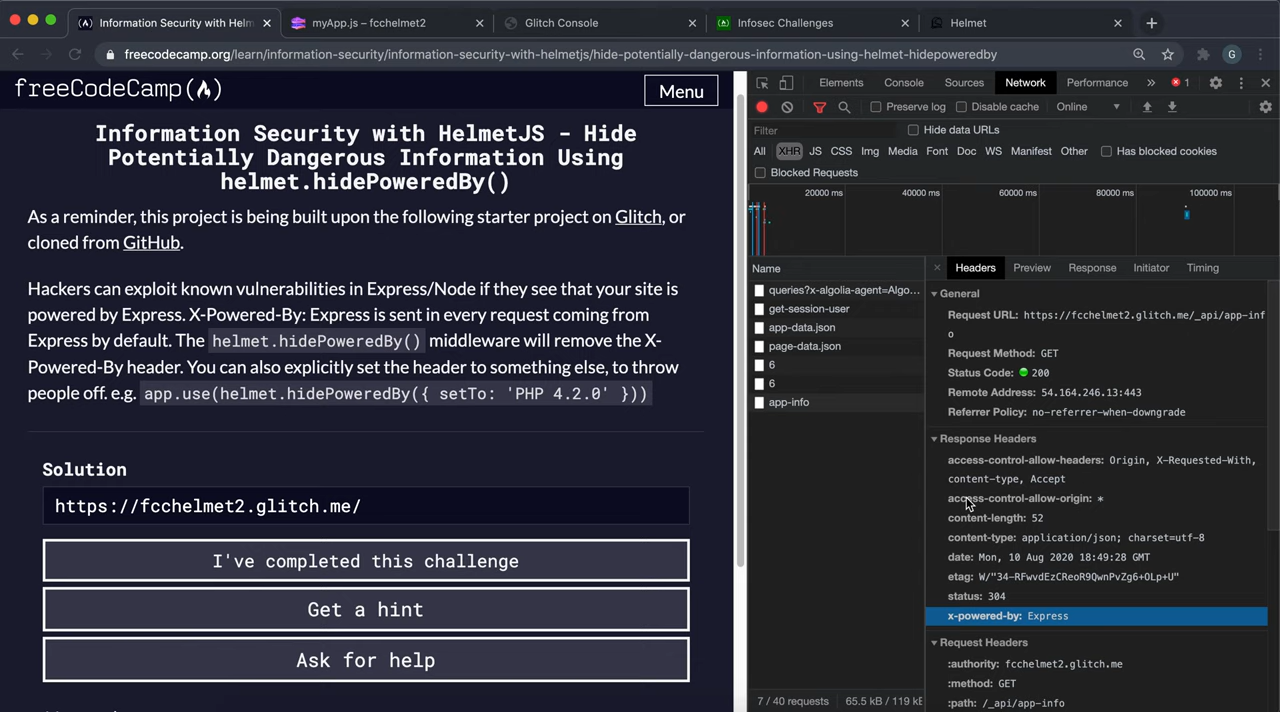 Information Security with Helm
myApp.js – fcchelmet2
Glitch Console
Infosec Challenges
Helmet
freecodecamp.org/learn/information-security/information-security-with-helmetjs/hide-potentially-dangerous-information-using-helmet-hidepoweredby
G
freeCodeCamp
Menu
Information Security with HelmetJS - Hide
Potentially Dangerous Information Using
helmet.hidePoweredBy()
As a reminder, this project is being built upon the following starter project on Glitch, or
cloned from GitHub.
Hackers can exploit known vulnerabilities in Express/Node if they see that your site is
powered by Express. X-Powered-By: Express is sent in every request coming from
Express by default. The helmet.hidePoweredBy() middleware will remove the X-
Powered-By header. You can also explicitly set the header to something else, to throw
people off. e.g. app.use(helmet.hidePoweredBy({ setTo: 'PHP 4.2.0' }))
Solution
https://fcchelmet2.glitch.me/
I've completed this challenge
Get a hint
Ask for help
Elements Console Sources Network Performance » 1
Preserve log Disable cache Online
Filter Hide data URLs
All XHR JS CSS Img Media Font Doc WS Manifest Other Has blocked cookies
Blocked Requests
20000 ms 40000 ms 60000 ms 80000 ms 100000 ms
Name
queries?x-algolia-agent=Algo...
get-session-user
app-data.json
page-data.json
6
6
app-info
7 / 40 requests 65.5 kB / 119 k
Headers Preview Response Initiator Timing
General
Request URL: https://fcchelmet2.glitch.me/_api/app-inf
o
Request Method: GET
Status Code: 200
Remote Address: 54.164.246.13:443
Referrer Policy: no-referrer-when-downgrade
Response Headers
access-control-allow-headers: Origin, X-Requested-With,
content-type, Accept
access-control-allow-origin: *
content-length: 52
content-type: application/json; charset=utf-8
date: Mon, 10 Aug 2020 18:49:28 GMT
etag: W/"34-RFwvdEzCReoR9QwnPvZg6+OLp+U"
status: 304
x-powered-by: Express
Request Headers
:authority: fcchelmet2.glitch.me
:method: GET
:path: /_api/app-info